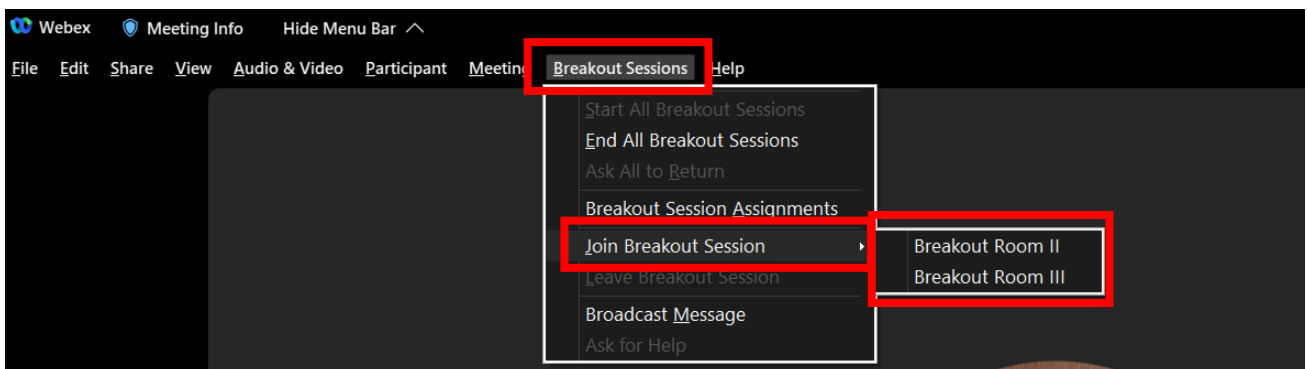 Webex Meeting Info Hide Menu Bar
File Edit Share View Audio & Video Participant Meeting Breakout Sessions Help
Start All Breakout Sessions
End All Breakout Sessions
Ask All to Return
Breakout Session Assignments
Join Breakout Session
Breakout Room II
Breakout Room III
Leave Breakout Session
Broadcast Message
Ask for Help